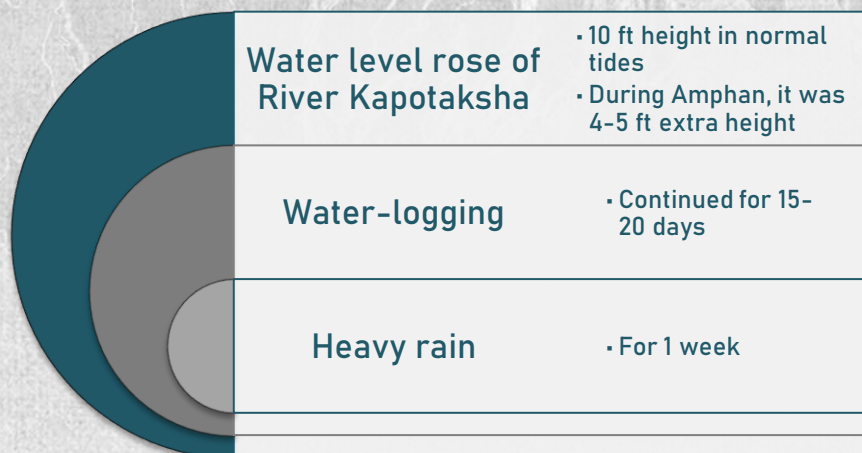 Water level rose of
River Kapotaksha
▪ 10 ft height in normal
tides
▪ During Amphan, it was
4-5 ft extra height
Water-logging
▪ Continued for 15-
20 days
Heavy rain
▪ For 1 week